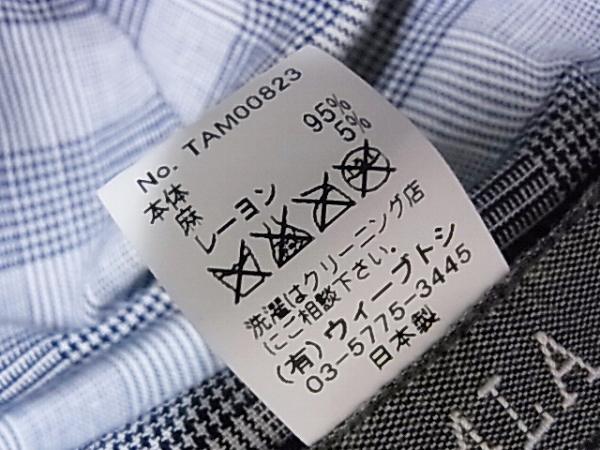 No. TAM00823
本体
麻 95%
レーヨン 5%
洗濯はクリーニング店
にご相談下さい。
(有)ウィーブトシ
03-5775-3445
日本製
ALA